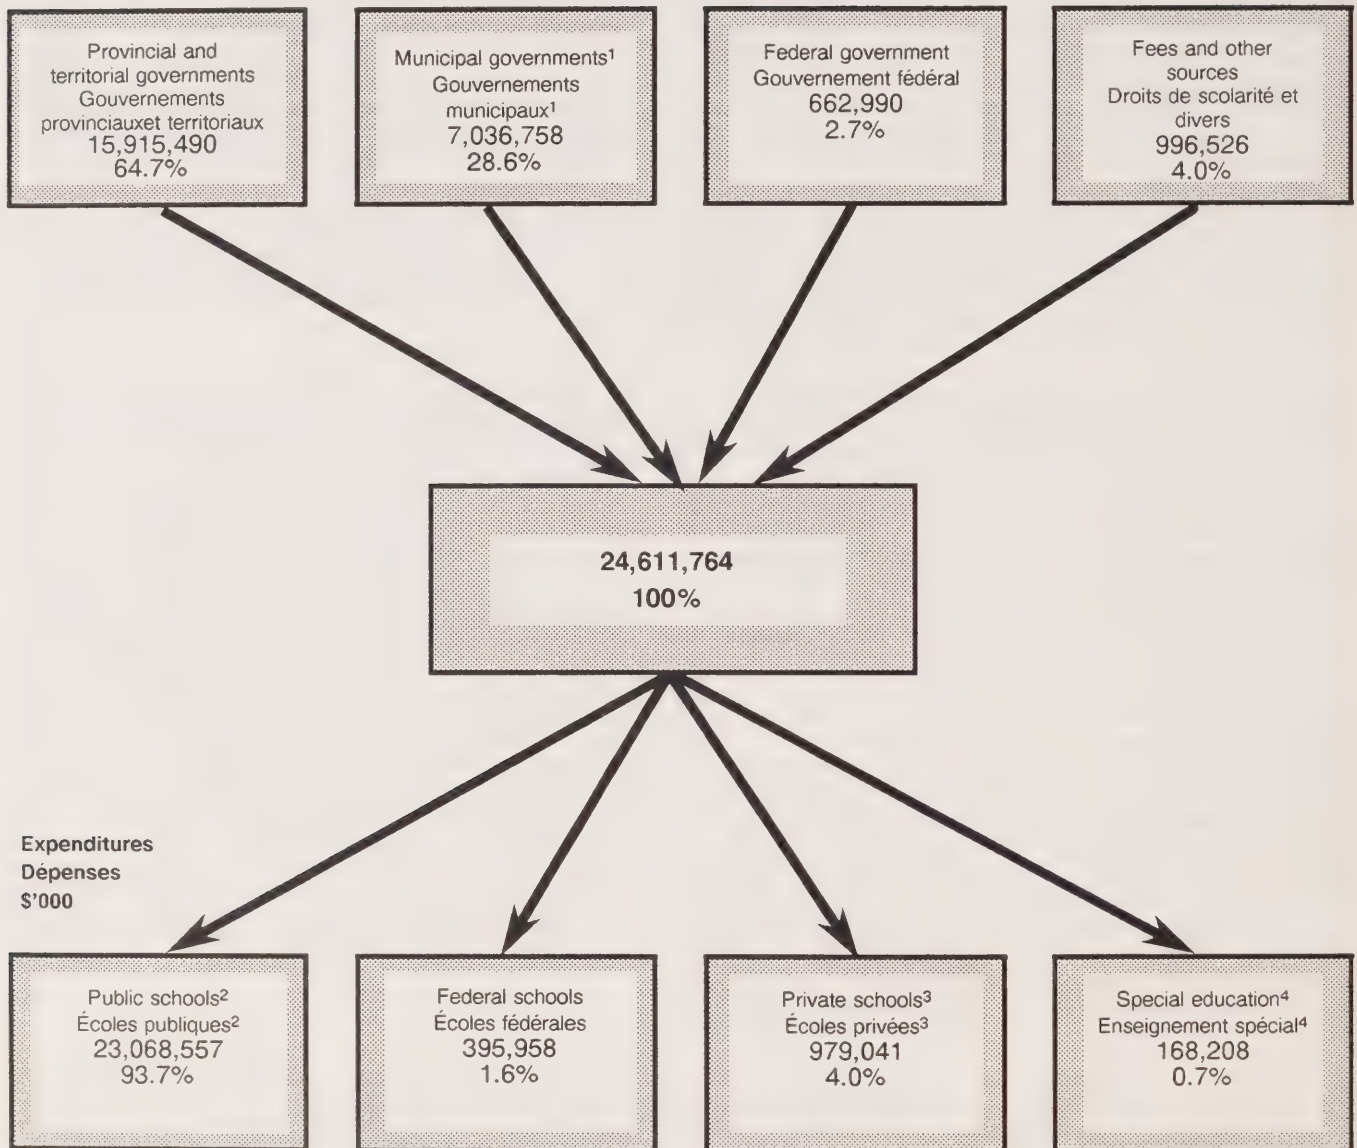 Provincial and
territorial governments
Gouvernements
provinciauxet territoriaux
15,915,490
64.7%
Municipal governments¹
Gouvernements
municipaux¹
7,036,758
28.6%
Federal government
Gouvernement fédéral
662,990
2.7%
Fees and other
sources
Droits de scolarité et
divers
996,526
4.0%
24,611,764
100%
Expenditures
Dépenses
$'000
Public schools²
Écoles publiques²
23,068,557
93.7%
Federal schools
Écoles fédérales
395,958
1.6%
Private schools³
Écoles privées³
979,041
4.0%
Special education⁴
Enseignement spécial⁴
168,208
0.7%